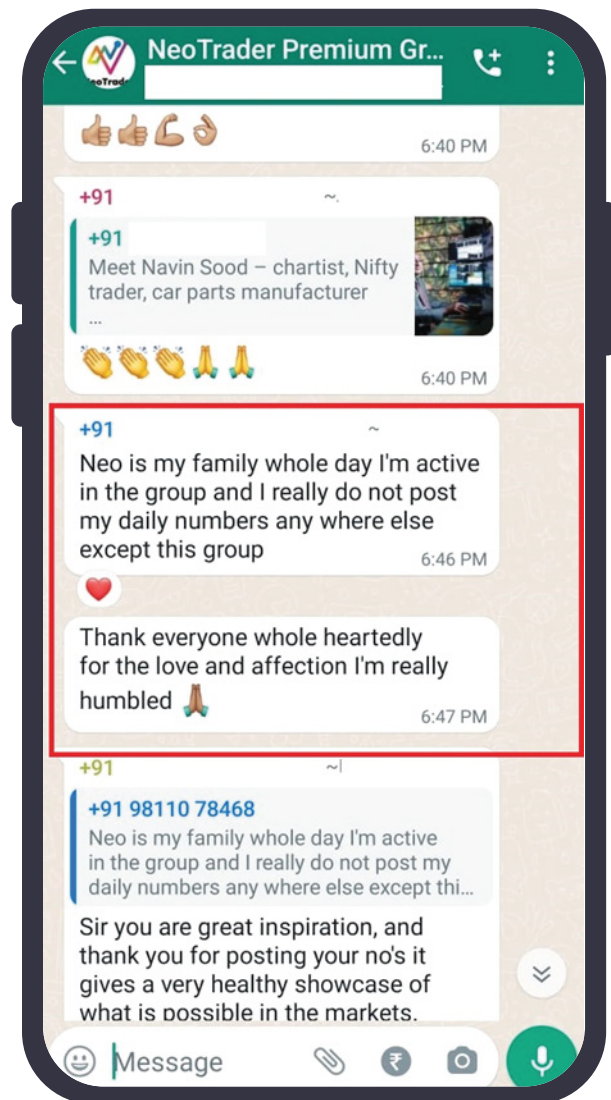 NeoTrader Premium Gr...
NeoTrade
6:40 PM
+91 ~.
+91
Meet Navin Sood – chartist, Nifty
trader, car parts manufacturer
...
6:40 PM
+91 ~
Neo is my family whole day I'm active
in the group and I really do not post
my daily numbers any where else
except this group
6:46 PM
Thank everyone whole heartedly
for the love and affection I'm really
humbled
6:47 PM
+91 ~
+91 98110 78468
Neo is my family whole day I'm active
in the group and I really do not post my
daily numbers any where else except thi...
Sir you are great inspiration, and
thank you for posting your no's it
gives a very healthy showcase of
what is possible in the markets.
Message
₹